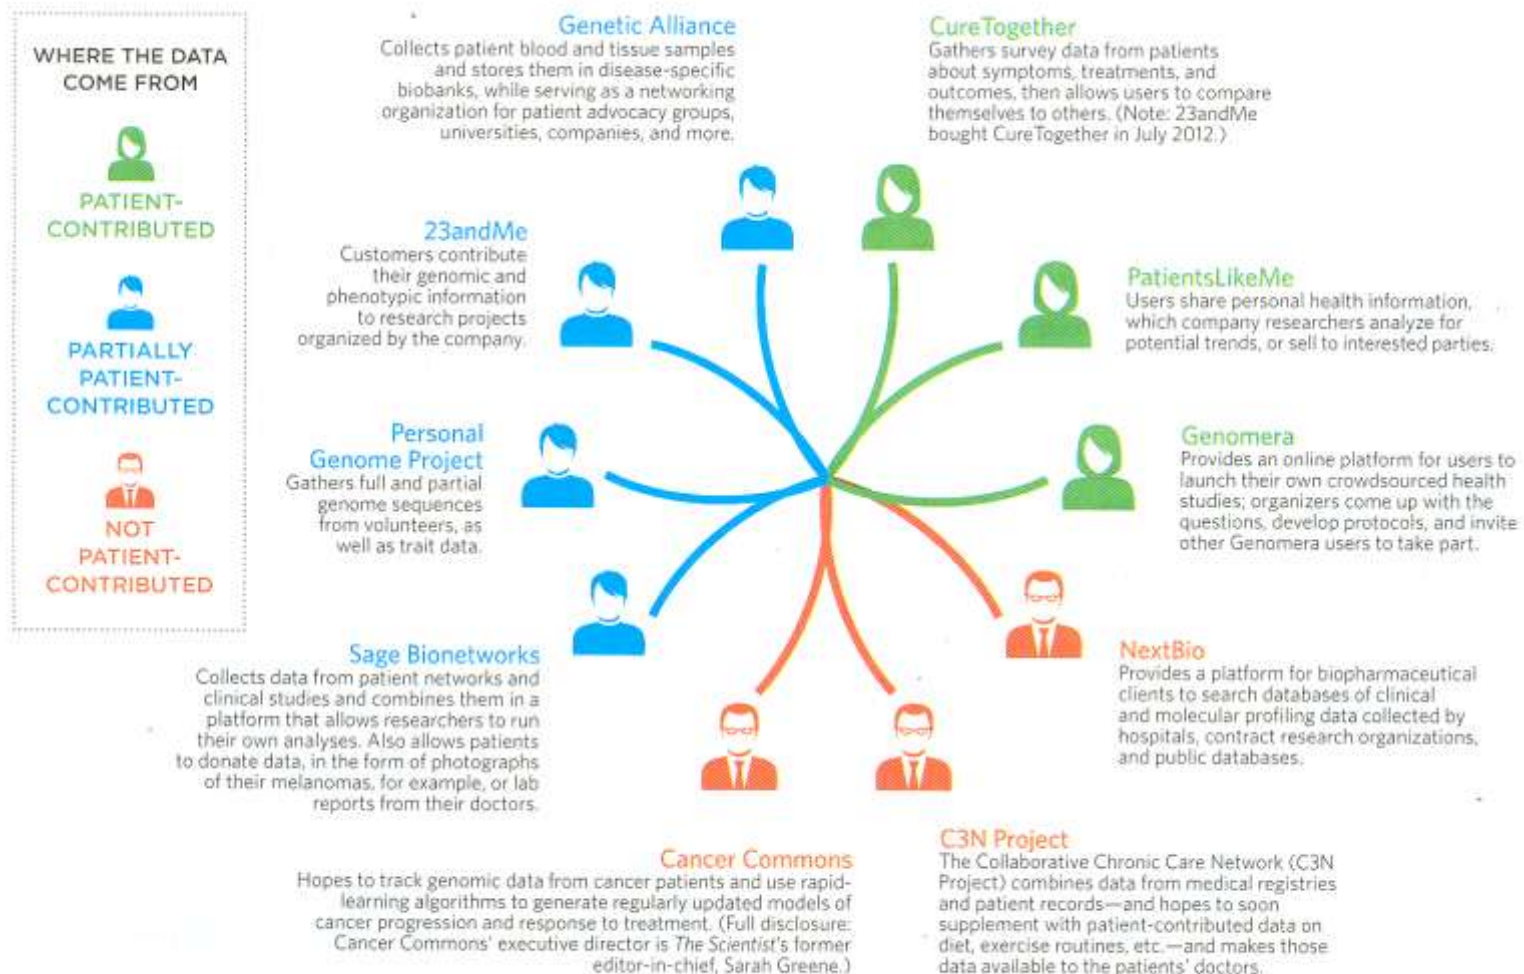 WHERE THE DATA
COME FROM
PATIENT-
CONTRIBUTED
PARTIALLY
PATIENT-
CONTRIBUTED
NOT
PATIENT-
CONTRIBUTED
Genetic Alliance
Collects patient blood and tissue samples
and stores them in disease-specific
biobanks, while serving as a networking
organization for patient advocacy groups,
universities, companies, and more.
CureTogether
Gathers survey data from patients
about symptoms, treatments, and
outcomes, then allows users to compare
themselves to others. (Note: 23andMe
bought CureTogether in July 2012.)
23andMe
Customers contribute
their genomic and
phenotypic information
to research projects
organized by the company.
PatientsLikeMe
Users share personal health information,
which company researchers analyze for
potential trends, or sell to interested parties.
Personal
Genome Project
Gathers full and partial
genome sequences
from volunteers, as
well as trait data.
Genomera
Provides an online platform for users to
launch their own crowdsourced health
studies; organizers come up with the
questions, develop protocols, and invite
other Genomera users to take part.
Sage Bionetworks
Collects data from patient networks and
clinical studies and combines them in a
platform that allows researchers to run
their own analyses. Also allows patients
to donate data, in the form of photographs
of their melanomas, for example, or lab
reports from their doctors.
NextBio
Provides a platform for biopharmaceutical
clients to search databases of clinical
and molecular profiling data collected by
hospitals, contract research organizations,
and public databases.
Cancer Commons
Hopes to track genomic data from cancer patients and use rapid-
learning algorithms to generate regularly updated models of
cancer progression and response to treatment. (Full disclosure:
Cancer Commons' executive director is The Scientist's former
editor-in-chief, Sarah Greene.)
C3N Project
The Collaborative Chronic Care Network (C3N
Project) combines data from medical registries
and patient records—and hopes to soon
supplement with patient-contributed data on
diet, exercise routines, etc.—and makes those
data available to the patients' doctors.